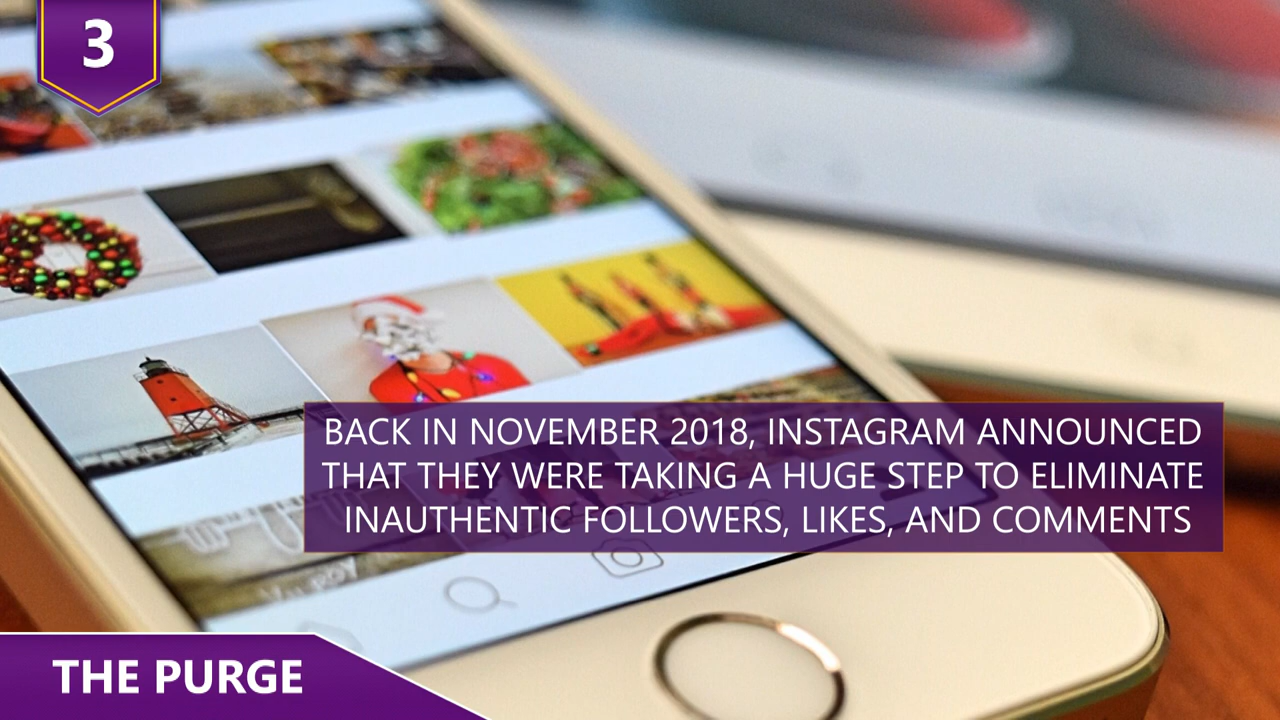 3
BACK IN NOVEMBER 2018, INSTAGRAM ANNOUNCED
THAT THEY WERE TAKING A HUGE STEP TO ELIMINATE
INAUTHENTIC FOLLOWERS, LIKES, AND COMMENTS
THE PURGE